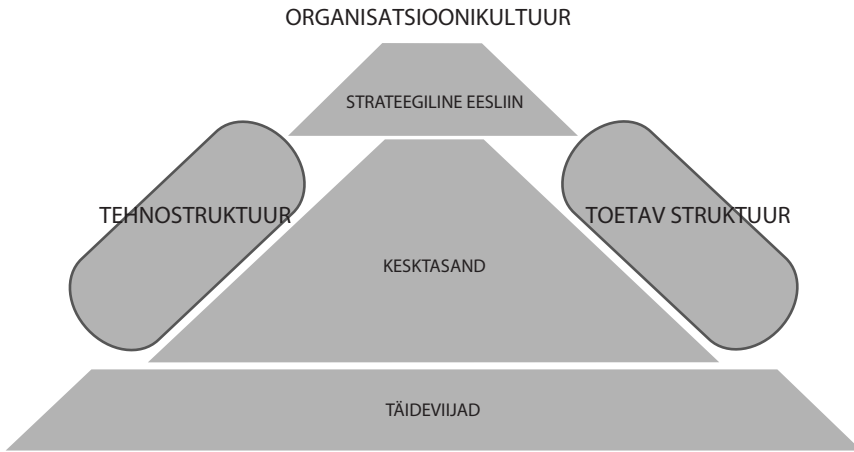 ORGANISATSIOONIKULTUUR
STRATEEGILINE EESLIIN
TEHNOSTRUKTUUR
TOETAV STRUKTUUR
KESKTASAND
TÄIDEVIIJAD